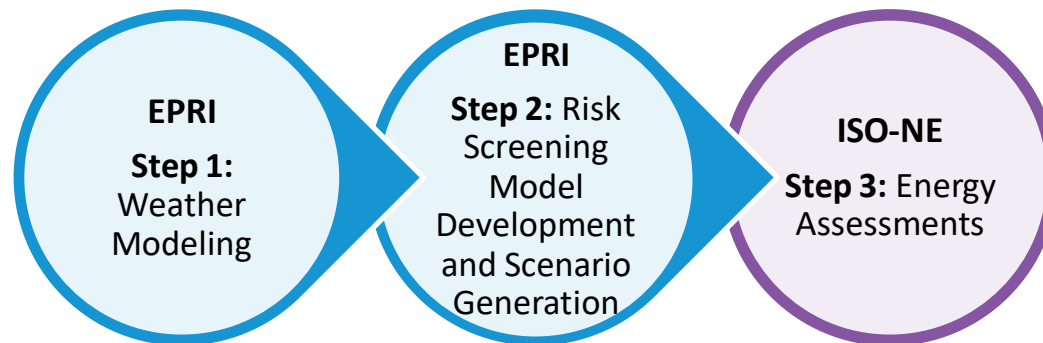 EPRI
Step 1:
Weather
Modeling
EPRI
Step 2: Risk
Screening
Model
Development
and Scenario
Generation
ISO-NE
Step 3: Energy
Assessments